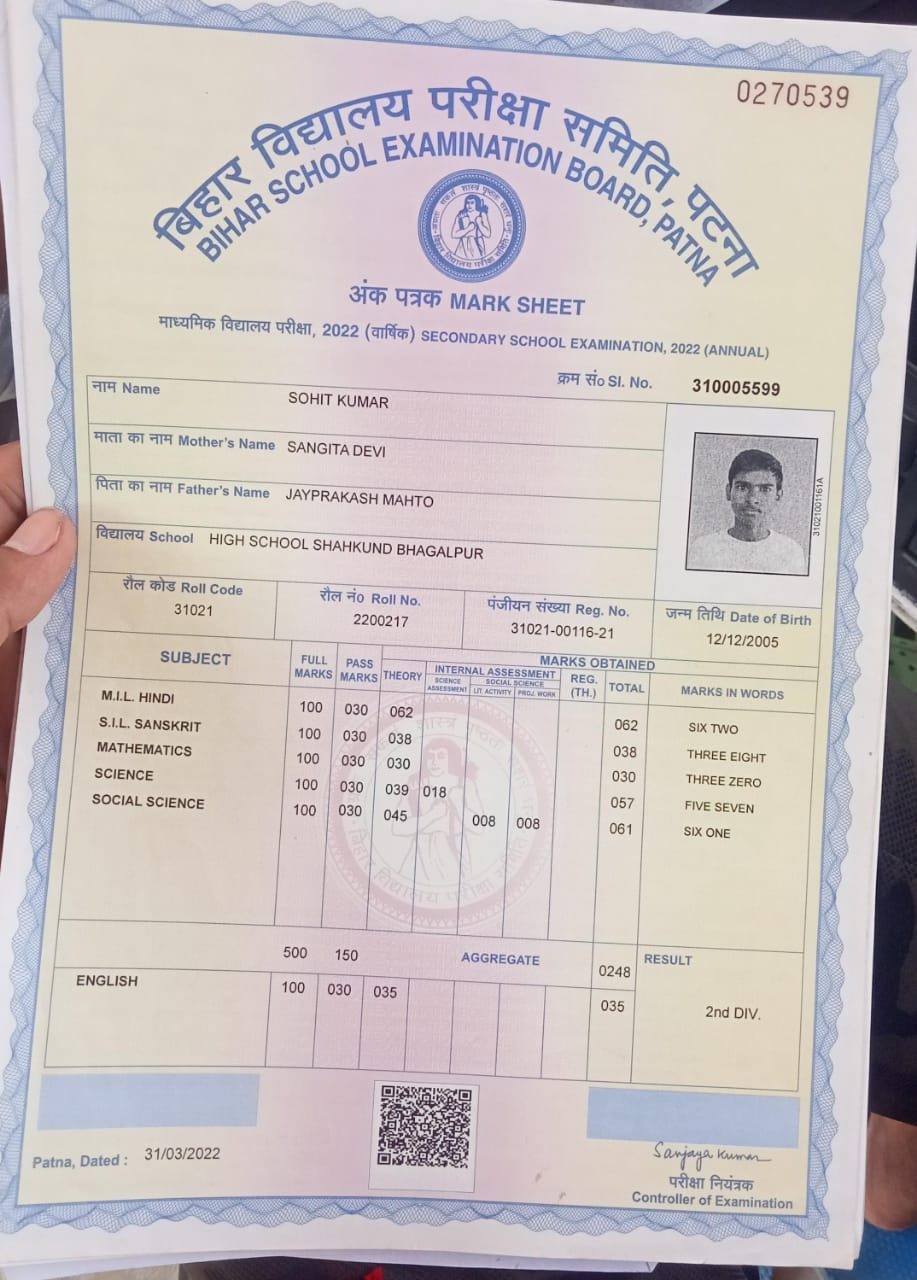 0270539
बिहार विद्यालय परीक्षा समिति, पटना
BIHAR SCHOOL EXAMINATION BOARD, PATNA
अंक पत्रक MARK SHEET
माध्यमिक विद्यालय परीक्षा, 2022 (वार्षिक) SECONDARY SCHOOL EXAMINATION, 2022 (ANNUAL)
क्रम सं० Sl. No. 310005599
नाम Name SOHIT KUMAR
माता का नाम Mother's Name SANGITA DEVI
पिता का नाम Father's Name JAYPRAKASH MAHTO
विद्यालय School HIGH SCHOOL SHAHKUND BHAGALPUR
31021001161A
रौल कोड Roll Code रौल नं० Roll No. पंजीयन संख्या Reg. No. जन्म तिथि Date of Birth
31021 2200217 31021-00116-21 12/12/2005
SUBJECT FULL MARKS PASS MARKS THEORY INTERNAL ASSESSMENT SCIENCE ASSESSMENT SOCIAL SCIENCE LIT. ACTIVITY PROJ. WORK MARKS OBTAINED REG. (TH.) TOTAL MARKS IN WORDS
M.I.L. HINDI 100 030 062 062 SIX TWO
S.I.L. SANSKRIT 100 030 038 038 THREE EIGHT
MATHEMATICS 100 030 030 030 THREE ZERO
SCIENCE 100 030 039 018 057 FIVE SEVEN
SOCIAL SCIENCE 100 030 045 008 008 061 SIX ONE
500 150 AGGREGATE 0248 RESULT
ENGLISH 100 030 035 035 2nd DIV.
Patna, Dated : 31/03/2022
Sanjaya Kumar
परीक्षा नियंत्रक
Controller of Examination